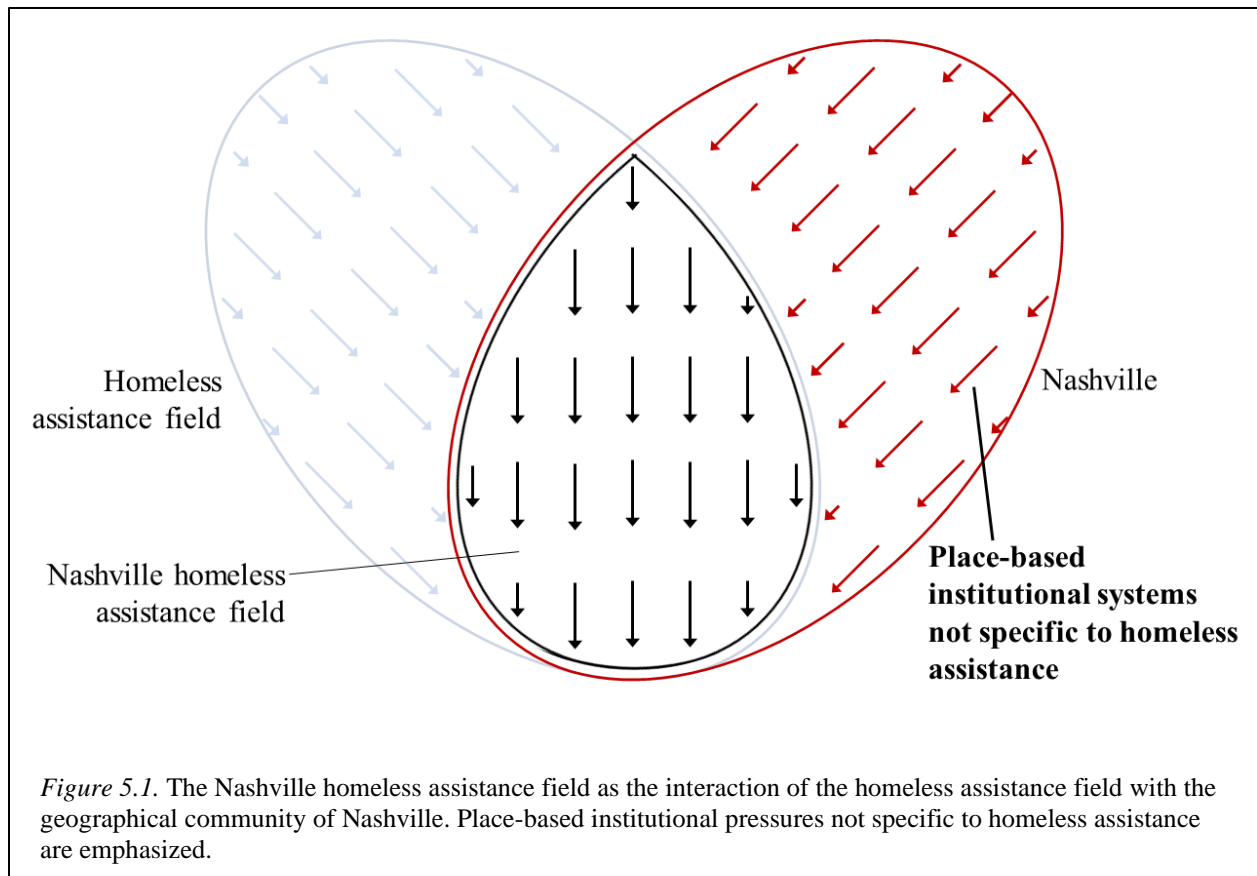 Homeless
assistance field
Nashville
Nashville homeless
assistance field
Place-based
institutional systems
not specific to homeless
assistance
Figure 5.1. The Nashville homeless assistance field as the interaction of the homeless assistance field with the
geographical community of Nashville. Place-based institutional pressures not specific to homeless assistance
are emphasized.